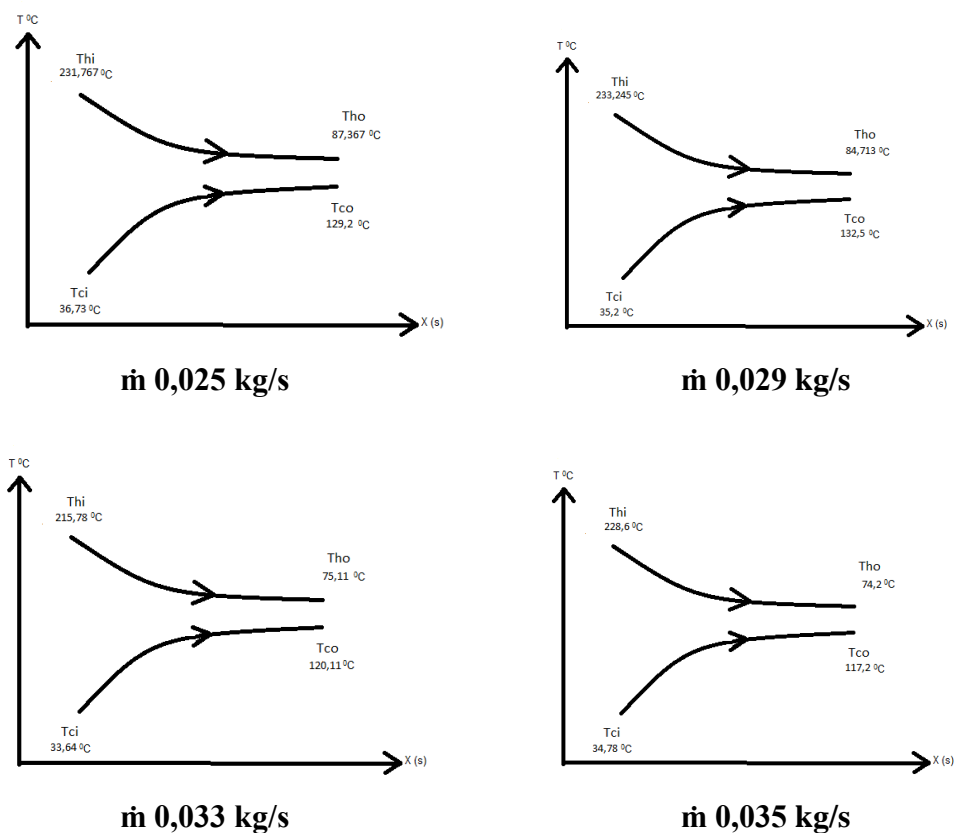 T ⁰C
Thi
231,767 ⁰C
Tho
87,367 ⁰C
Tco
129,2 ⁰C
Tci
36,73 ⁰C
X (s)
ṁ 0,025 kg/s
T ⁰C
Thi
233,245 ⁰C
Tho
84,713 ⁰C
Tco
132,5 ⁰C
Tci
35,2 ⁰C
X (s)
ṁ 0,029 kg/s
T ⁰C
Thi
215,78 ⁰C
Tho
75,11 ⁰C
Tco
120,11 ⁰C
Tci
33,64 ⁰C
X (s)
ṁ 0,033 kg/s
T ⁰C
Thi
228,6 ⁰C
Tho
74,2 ⁰C
Tco
117,2 ⁰C
Tci
34,78 ⁰C
X (s)
ṁ 0,035 kg/s